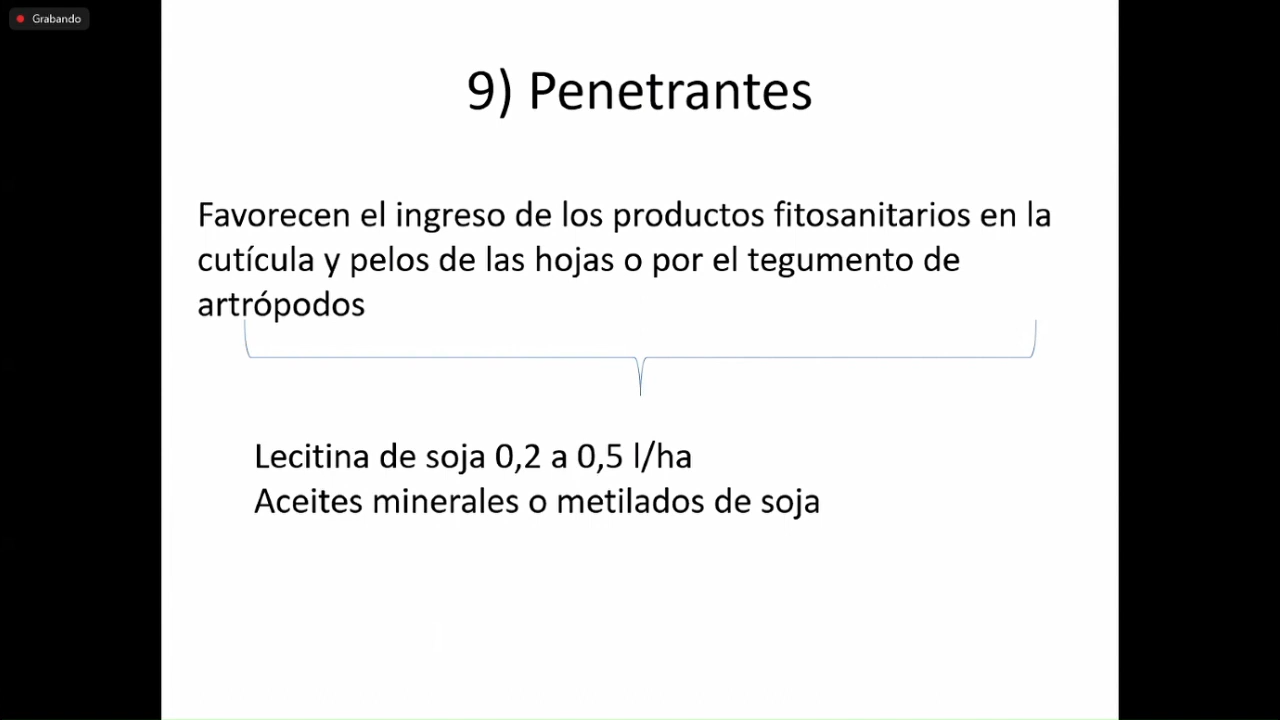 Grabando
9) Penetrantes
Favorecen el ingreso de los productos fitosanitarios en la
cutícula y pelos de las hojas o por el tegumento de
artrópodos
Lecitina de soja 0,2 a 0,5 l/ha
Aceites minerales o metilados de soja